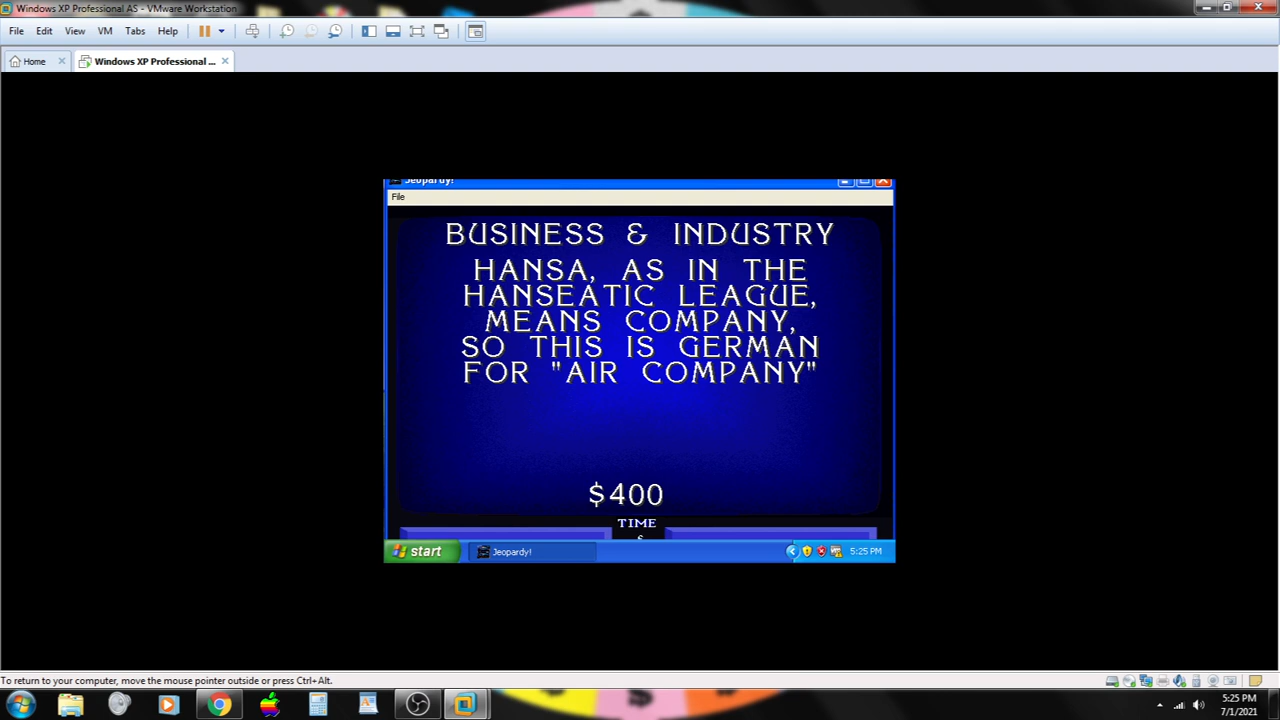 Windows XP Professional AS - VMware Workstation
File Edit View VM Tabs Help
Home
Windows XP Professional ...
Jeopardy!
File
BUSINESS & INDUSTRY
HANSA, AS IN THE
HANSEATIC LEAGUE,
MEANS COMPANY,
SO THIS IS GERMAN
FOR "AIR COMPANY"
$400
TIME
start
Jeopardy!
5:25 PM
To return to your computer, move the mouse pointer outside or press Ctrl+Alt.
5:25 PM
7/1/2021